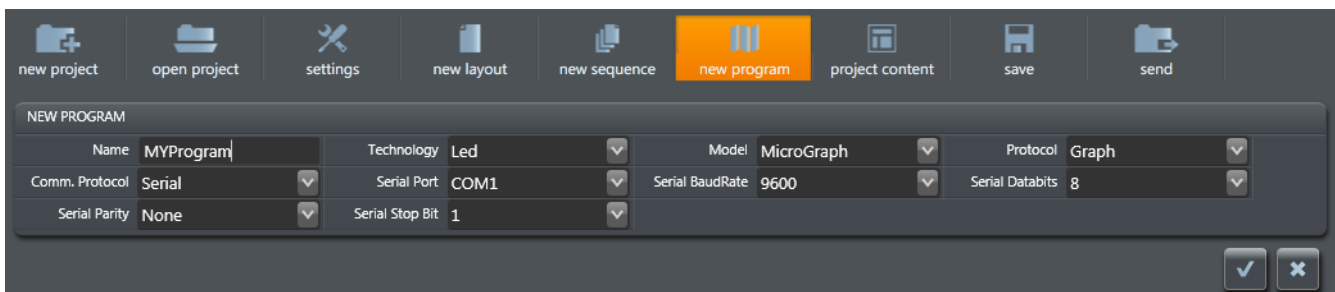 new project open project settings new layout new sequence new program project content save send
NEW PROGRAM
Name MYProgram Technology Led Model MicroGraph Protocol Graph
Comm. Protocol Serial Serial Port COM1 Serial BaudRate 9600 Serial Databits 8
Serial Parity None Serial Stop Bit 1